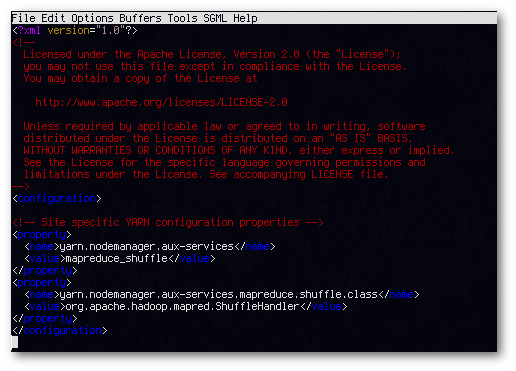 File Edit Options Buffers Tools SGML Help
<?xml version="1.0"?>
<!--
  Licensed under the Apache License, Version 2.0 (the "License");
  you may not use this file except in compliance with the License.
  You may obtain a copy of the License at

    http://www.apache.org/licenses/LICENSE-2.0

  Unless required by applicable law or agreed to in writing, software
  distributed under the License is distributed on an "AS IS" BASIS,
  WITHOUT WARRANTIES OR CONDITIONS OF ANY KIND, either express or implied.
  See the License for the specific language governing permissions and
  limitations under the License. See accompanying LICENSE file.
-->
<configuration>

<!-- Site specific YARN configuration properties -->
<property>
  <name>yarn.nodemanager.aux-services</name>
  <value>mapreduce_shuffle</value>
</property>
<property>
  <name>yarn.nodemanager.aux-services.mapreduce.shuffle.class</name>
  <value>org.apache.hadoop.mapred.ShuffleHandler</value>
</property>
</configuration>